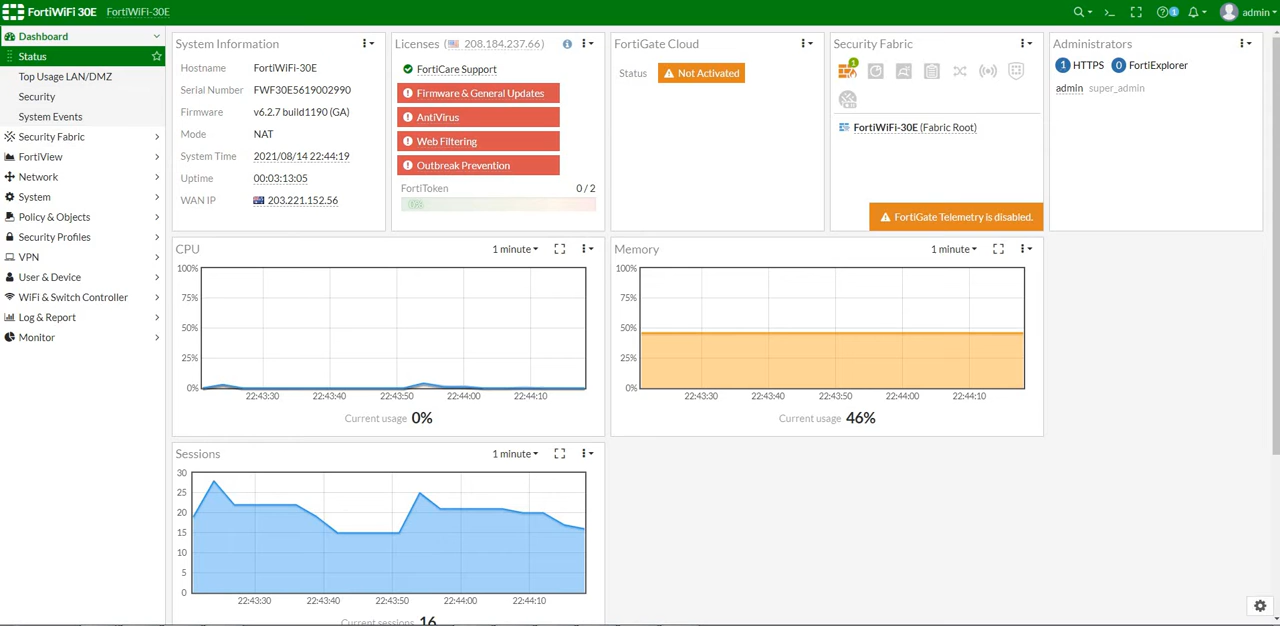 FortiWiFi 30E FortiWiFi-30E 1 admin
Dashboard
Status
Top Usage LAN/DMZ
Security
System Events
Security Fabric
FortiView
Network
System
Policy & Objects
Security Profiles
VPN
User & Device
WiFi & Switch Controller
Log & Report
Monitor
System Information
Hostname FortiWiFi-30E
Serial Number FWF30E5619002990
Firmware v6.2.7 build1190 (GA)
Mode NAT
System Time 2021/08/14 22:44:19
Uptime 00:03:13:05
WAN IP 203.221.152.56
Licenses ( 208.184.237.66)
FortiCare Support
Firmware & General Updates
AntiVirus
Web Filtering
Outbreak Prevention
FortiToken 0 / 2
0%
FortiGate Cloud
Status Not Activated
Security Fabric
1
FortiWiFi-30E (Fabric Root)
FortiGate Telemetry is disabled.
Administrators
1 HTTPS 0 FortiExplorer
admin super_admin
CPU 1 minute
100%
75%
50%
25%
0%
22:43:30 22:43:40 22:43:50 22:44:00 22:44:10
Current usage 0%
Memory 1 minute
100%
75%
50%
25%
0%
22:43:30 22:43:40 22:43:50 22:44:00 22:44:10
Current usage 46%
Sessions 1 minute
30
25
20
15
10
5
0
22:43:30 22:43:40 22:43:50 22:44:00 22:44:10
Current sessions 16